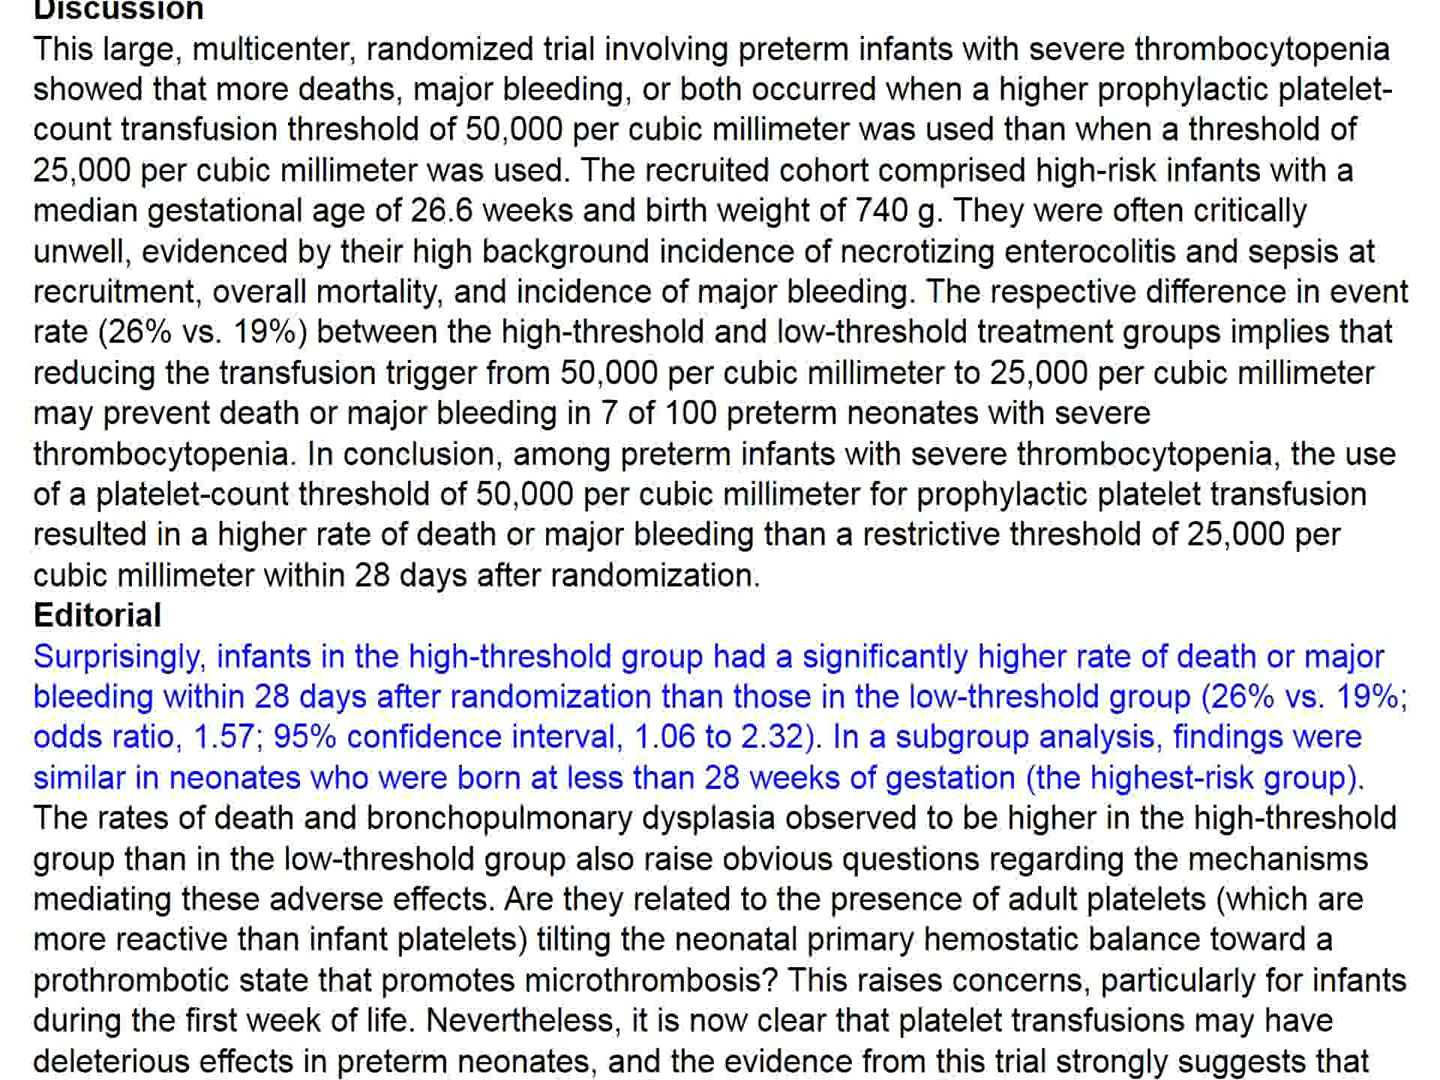 Discussion
This large, multicenter, randomized trial involving preterm infants with severe thrombocytopenia
showed that more deaths, major bleeding, or both occurred when a higher prophylactic platelet-
count transfusion threshold of 50,000 per cubic millimeter was used than when a threshold of
25,000 per cubic millimeter was used. The recruited cohort comprised high-risk infants with a
median gestational age of 26.6 weeks and birth weight of 740 g. They were often critically
unwell, evidenced by their high background incidence of necrotizing enterocolitis and sepsis at
recruitment, overall mortality, and incidence of major bleeding. The respective difference in event
rate (26% vs. 19%) between the high-threshold and low-threshold treatment groups implies that
reducing the transfusion trigger from 50,000 per cubic millimeter to 25,000 per cubic millimeter
may prevent death or major bleeding in 7 of 100 preterm neonates with severe
thrombocytopenia. In conclusion, among preterm infants with severe thrombocytopenia, the use
of a platelet-count threshold of 50,000 per cubic millimeter for prophylactic platelet transfusion
resulted in a higher rate of death or major bleeding than a restrictive threshold of 25,000 per
cubic millimeter within 28 days after randomization.
Editorial
Surprisingly, infants in the high-threshold group had a significantly higher rate of death or major
bleeding within 28 days after randomization than those in the low-threshold group (26% vs. 19%;
odds ratio, 1.57; 95% confidence interval, 1.06 to 2.32). In a subgroup analysis, findings were
similar in neonates who were born at less than 28 weeks of gestation (the highest-risk group).
The rates of death and bronchopulmonary dysplasia observed to be higher in the high-threshold
group than in the low-threshold group also raise obvious questions regarding the mechanisms
mediating these adverse effects. Are they related to the presence of adult platelets (which are
more reactive than infant platelets) tilting the neonatal primary hemostatic balance toward a
prothrombotic state that promotes microthrombosis? This raises concerns, particularly for infants
during the first week of life. Nevertheless, it is now clear that platelet transfusions may have
deleterious effects in preterm neonates, and the evidence from this trial strongly suggests that